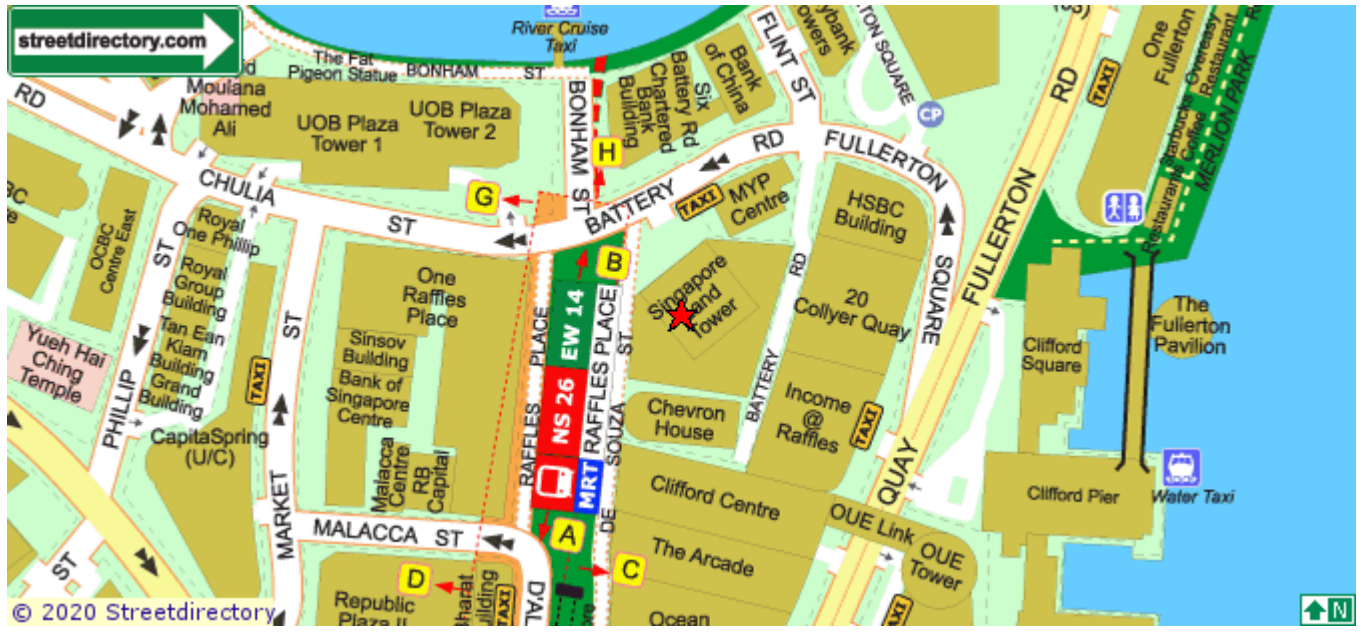 streetdirectory.com
River Cruise
Taxi
The Fat
Pigeon Statue
BONHAM
ST
Moulana
Mohamed
Ali
RD
UOB Plaza
Tower 1
UOB Plaza
Tower 2
BONHAM ST
Chartered
Bank
Building
Six
Battery Rd
Bank
of China
FLINT ST
Towers
SQUARE
CP
FULLERTON
RD
TAXI
One
Fullerton
Overeasy
Restaurant
Starbucks
Coffee
Restaurants
MERLION PARK
H
G
CHULIA
ST
BATTERY
RD
TAXI
MYP
Centre
FULLERTON
SQUARE
HSBC
Building
OCBC
Centre East
Royal
One Phillip
Royal
Group
Building
Tan Ean
Kiam
Building
Grand
Building
ST
PHILLIP
Yueh Hai
Ching
Temple
TAXI
CapitaSpring
(U/C)
MARKET
ST
One
Raffles
Place
Sinsov
Building
Bank of
Singapore
Centre
Malacca
Centre
RB
Capital
RAFFLES PLACE
EW 14
NS 26
MRT
RAFFLES PLACE
DE SOUZA ST
B
Singapore
Land
Tower
Chevron
House
BATTERY
RD
20
Collyer Quay
Income
@
Raffles
TAXI
FULLERTON
QUAY
Clifford
Square
The
Fullerton
Pavilion
Clifford Pier
Water Taxi
Clifford Centre
OUE Link
OUE
Tower
The Arcade
Ocean
TAXI
MALACCA ST
A
C
D
Republic
Plaza II
TAXI
D'AL
ST
© 2020 Streetdirectory
N